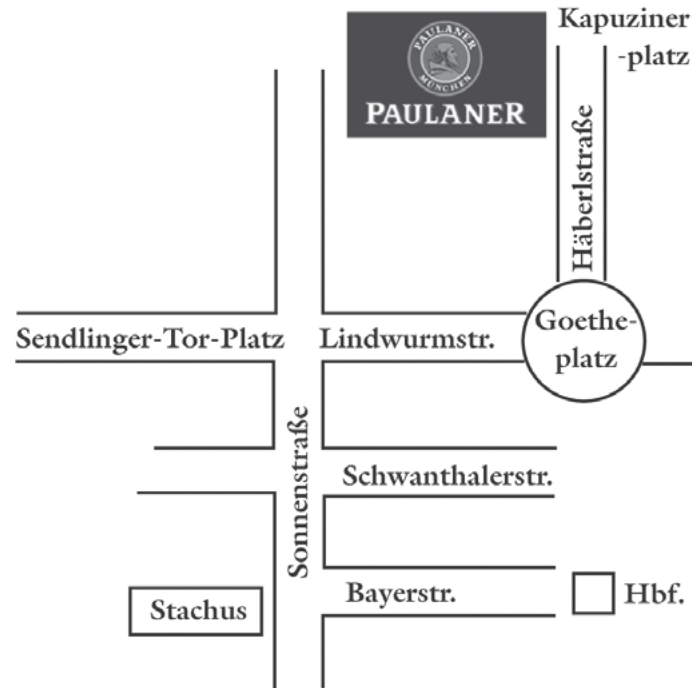 Kapuziner
-platz
PAULANER
MÜNCHEN
PAULANER
Häberlstraße
Goethe-
platz
Sendlinger-Tor-Platz
Lindwurmstr.
Sonnenstraße
Schwanthalerstr.
Bayerstr.
Stachus
Hbf.